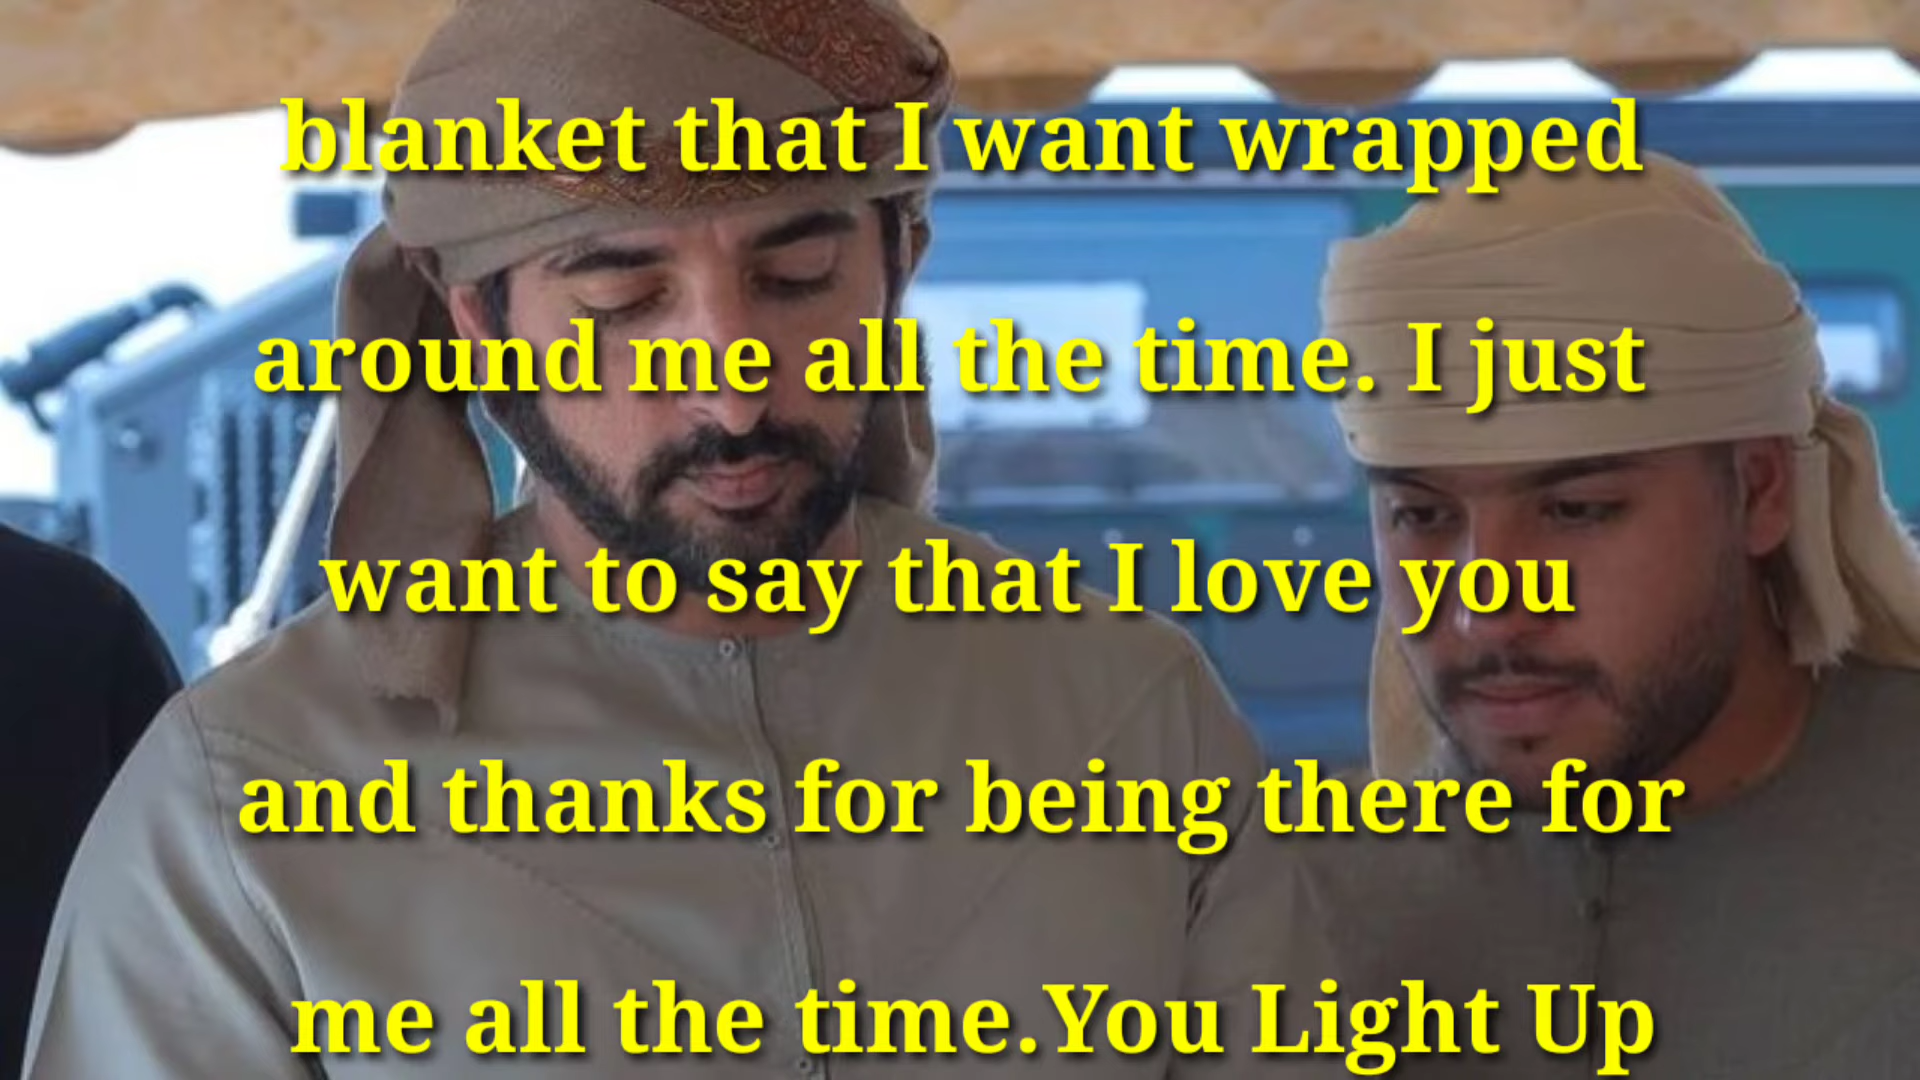 blanket that I want wrapped
around me all the time. I just
want to say that I love you
and thanks for being there for
me all the time.You Light Up